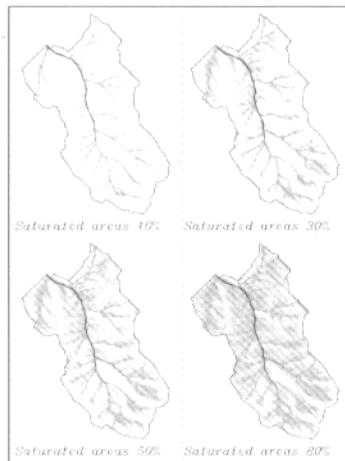 Saturated areas 10%
Saturated areas 30%
Saturated areas 50%
Saturated areas 80%